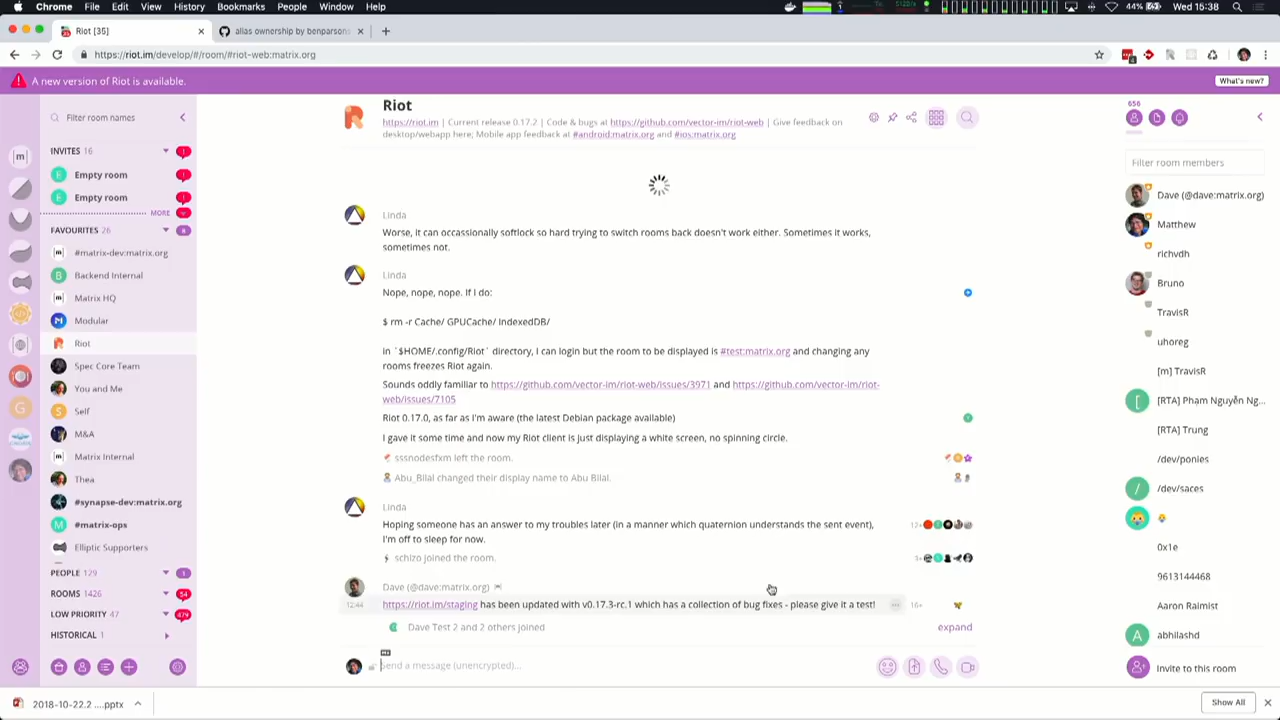 Chrome File Edit View History Bookmarks People Window Help
44% Wed 15:38
Riot [35]
alias ownership by benparson
https://riot.im/develop/#/room/#riot-web:matrix.org
A new version of Riot is available.
What's new?
Filter room names
INVITES 16
Empty room
Empty room
MORE
FAVOURITES 26
8
#matrix-dev:matrix.org
Backend Internal
Matrix HQ
Modular
Riot
Spec Core Team
You and Me
Self
M&A
Matrix Internal
Thea
#synapse-dev:matrix.org
#matrix-ops
Elliptic Supporters
PEOPLE 129
ROOMS 1426
54
LOW PRIORITY 47
479
HISTORICAL 1
Riot
https://riot.im | Current release 0.17.2 | Code & bugs at https://github.com/vector-im/riot-web | Give feedback on
desktop/webapp here; Mobile app feedback at #android:matrix.org and #ios:matrix.org
Linda
Worse, it can occassionally softlock so hard trying to switch rooms back doesn't work either. Sometimes it works,
sometimes not.
Linda
Nope, nope, nope. If I do:
$ rm -r Cache/ GPUCache/ IndexedDB/
in `$HOME/.config/Riot` directory, I can login but the room to be displayed is #test:matrix.org and changing any
rooms freezes Riot again.
Sounds oddly familiar to https://github.com/vector-im/riot-web/issues/3971 and https://github.com/vector-im/riot-
web/issues/7105
Riot 0.17.0, as far as I'm aware (the latest Debian package available)
I gave it some time and now my Riot client is just displaying a white screen, no spinning circle.
sssnodesfxm left the room.
Abu_Bilal changed their display name to Abu Bilal.
Linda
Hoping someone has an answer to my troubles later (in a manner which quaternion understands the sent event),
12+
I'm off to sleep for now.
schizo joined the room.
Dave (@dave:matrix.org)
12:44
https://riot.im/staging has been updated with v0.17.3-rc.1 which has a collection of bug fixes - please give it a test!
16+
Dave Test 2 and 2 others joined
expand
Send a message (unencrypted)...
656
Filter room members
Dave (@dave:matrix.org)
Matthew
richvdh
Bruno
TravisR
uhoreg
[m] TravisR
[RTA] Phạm Nguyễn Ng...
[RTA] Trung
/dev/ponies
/dev/saces
0x1e
9613144468
Aaron Raimist
abhilashd
Invite to this room
2018-10-22.2 ....pptx
Show All